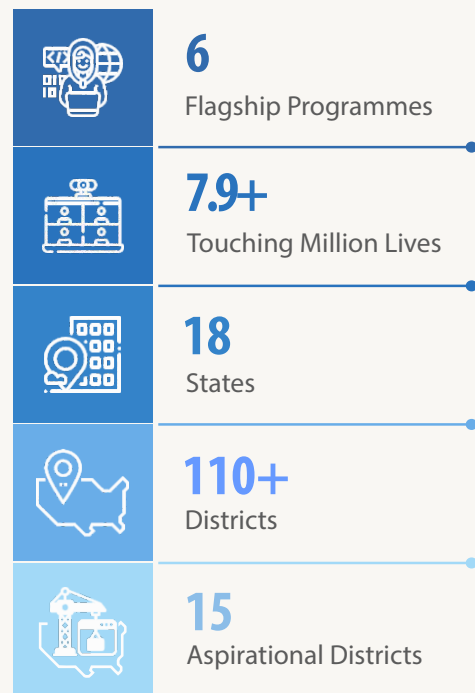 6
Flagship Programmes
7.9+
Touching Million Lives
18
States
110+
Districts
15
Aspirational Districts